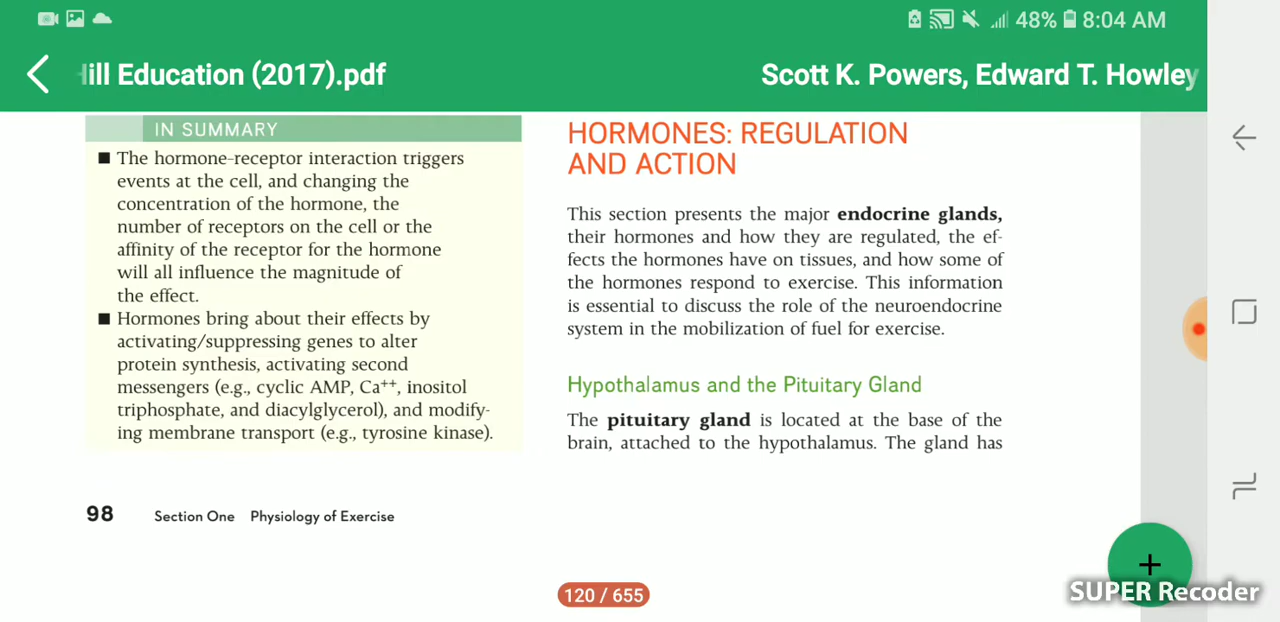 48% 8:04 AM
ill Education (2017).pdf
Scott K. Powers, Edward T. Howley
IN SUMMARY
■ The hormone-receptor interaction triggers
events at the cell, and changing the
concentration of the hormone, the
number of receptors on the cell or the
affinity of the receptor for the hormone
will all influence the magnitude of
the effect.
■ Hormones bring about their effects by
activating/suppressing genes to alter
protein synthesis, activating second
messengers (e.g., cyclic AMP, Ca⁺⁺, inositol
triphosphate, and diacylglycerol), and modify-
ing membrane transport (e.g., tyrosine kinase).
98 Section One Physiology of Exercise
HORMONES: REGULATION
AND ACTION
This section presents the major endocrine glands,
their hormones and how they are regulated, the ef-
fects the hormones have on tissues, and how some of
the hormones respond to exercise. This information
is essential to discuss the role of the neuroendocrine
system in the mobilization of fuel for exercise.
Hypothalamus and the Pituitary Gland
The pituitary gland is located at the base of the
brain, attached to the hypothalamus. The gland has
120 / 655
+
SUPER Recoder